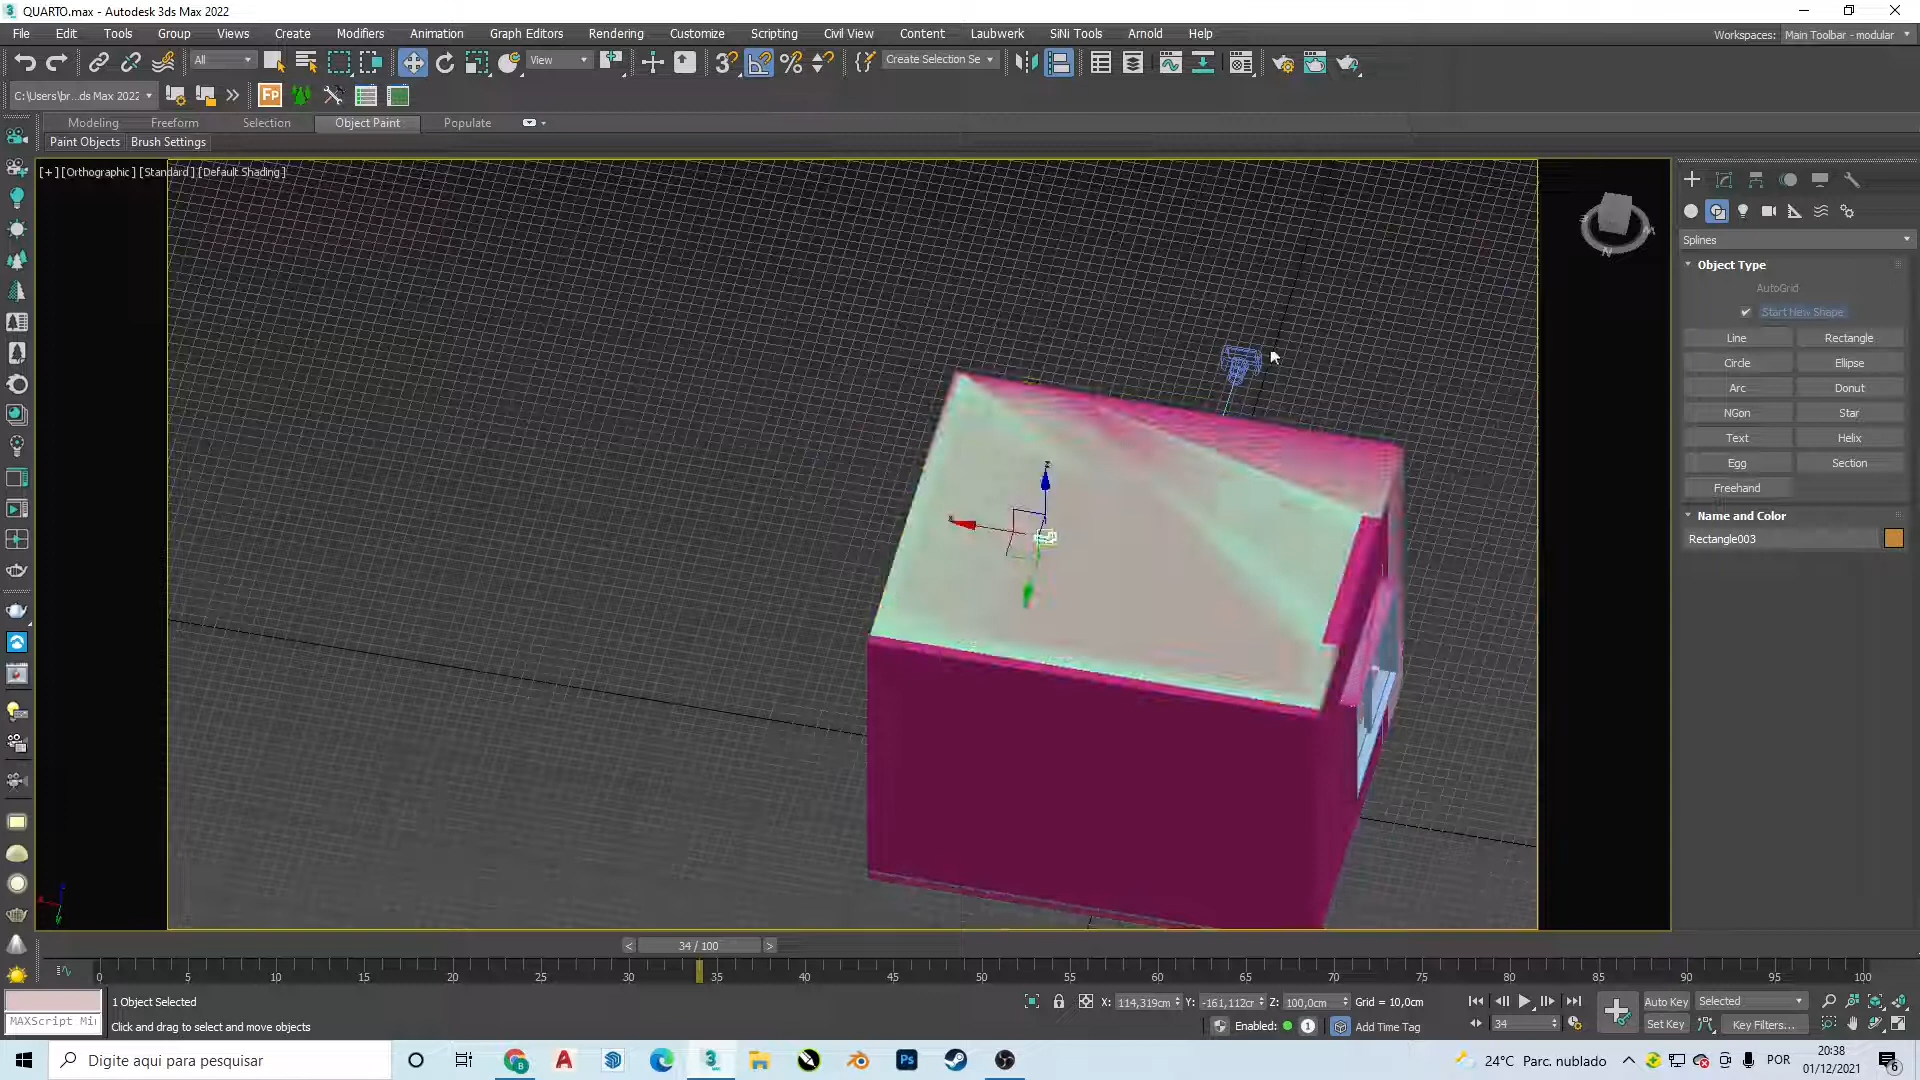 QUARTO.max - Autodesk 3ds Max 2022
File Edit Tools Group Views Create Modifiers Animation Graph Editors Rendering Customize Scripting Civil View Content Laubwerk SiNi Tools Arnold Help
Workspaces: Main Toolbar - modular
All View Create Selection Se
C:\Users\br...ds Max 2022 Fp
Modeling Freeform Selection Object Paint Populate
Paint Objects Brush Settings
[+] [Orthographic ] [Standard ] [Default Shading ]
Splines
Object Type
AutoGrid
Start New Shape
Line Rectangle
Circle Ellipse
Arc Donut
NGon Star
Text Helix
Egg Section
Freehand
Name and Color
Rectangle003
< 34 / 100 >
0 5 10 15 20 25 30 35 40 45 50 55 60 65 70 75 80 85 90 95 100
1 Object Selected
X: 114,319cm Y: -161,112cr Z: 100,0cm Grid = 10,0cm
Auto Key Selected
MAXScript Mi
Click and drag to select and move objects
Enabled: 1 Add Time Tag
34 Set Key Key Filters...
Digite aqui para pesquisar
24°C Parc. nublado
POR
20:38
01/12/2021
6